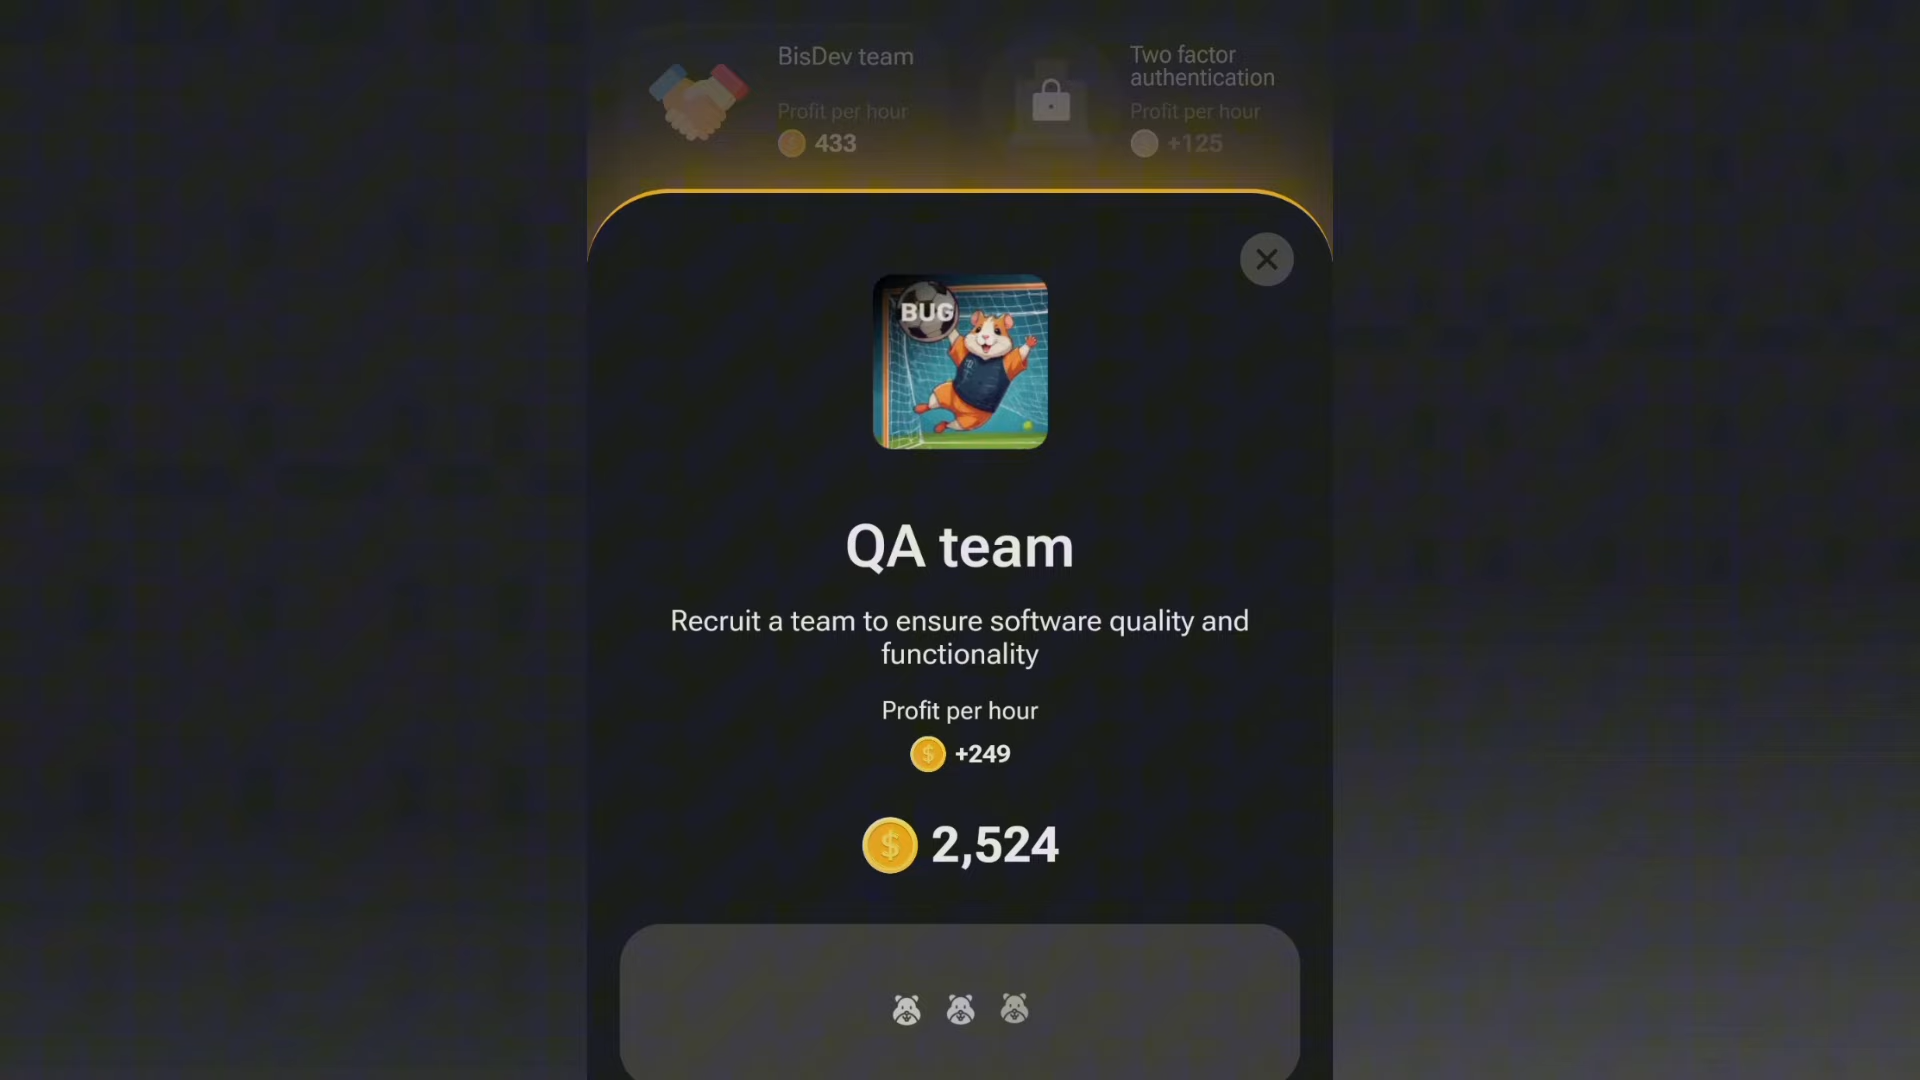 BisDev team
Profit per hour
433
Two factor
authentication
Profit per hour
+125
BUG
QA team
Recruit a team to ensure software quality and
functionality
Profit per hour
+249
2,524